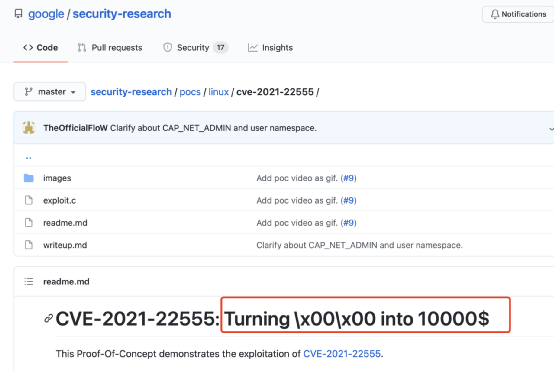 google / security-research
Notifications
Code Pull requests Security 17 Insights
master security-research / pocs / linux / cve-2021-22555 /
TheOfficialFloW Clarify about CAP_NET_ADMIN and user namespace.
..
images Add poc video as gif. (#9)
exploit.c Add poc video as gif. (#9)
readme.md Add poc video as gif. (#9)
writeup.md Clarify about CAP_NET_ADMIN and user namespace.
readme.md
CVE-2021-22555: Turning \x00\x00 into 10000$
This Proof-Of-Concept demonstrates the exploitation of CVE-2021-22555.